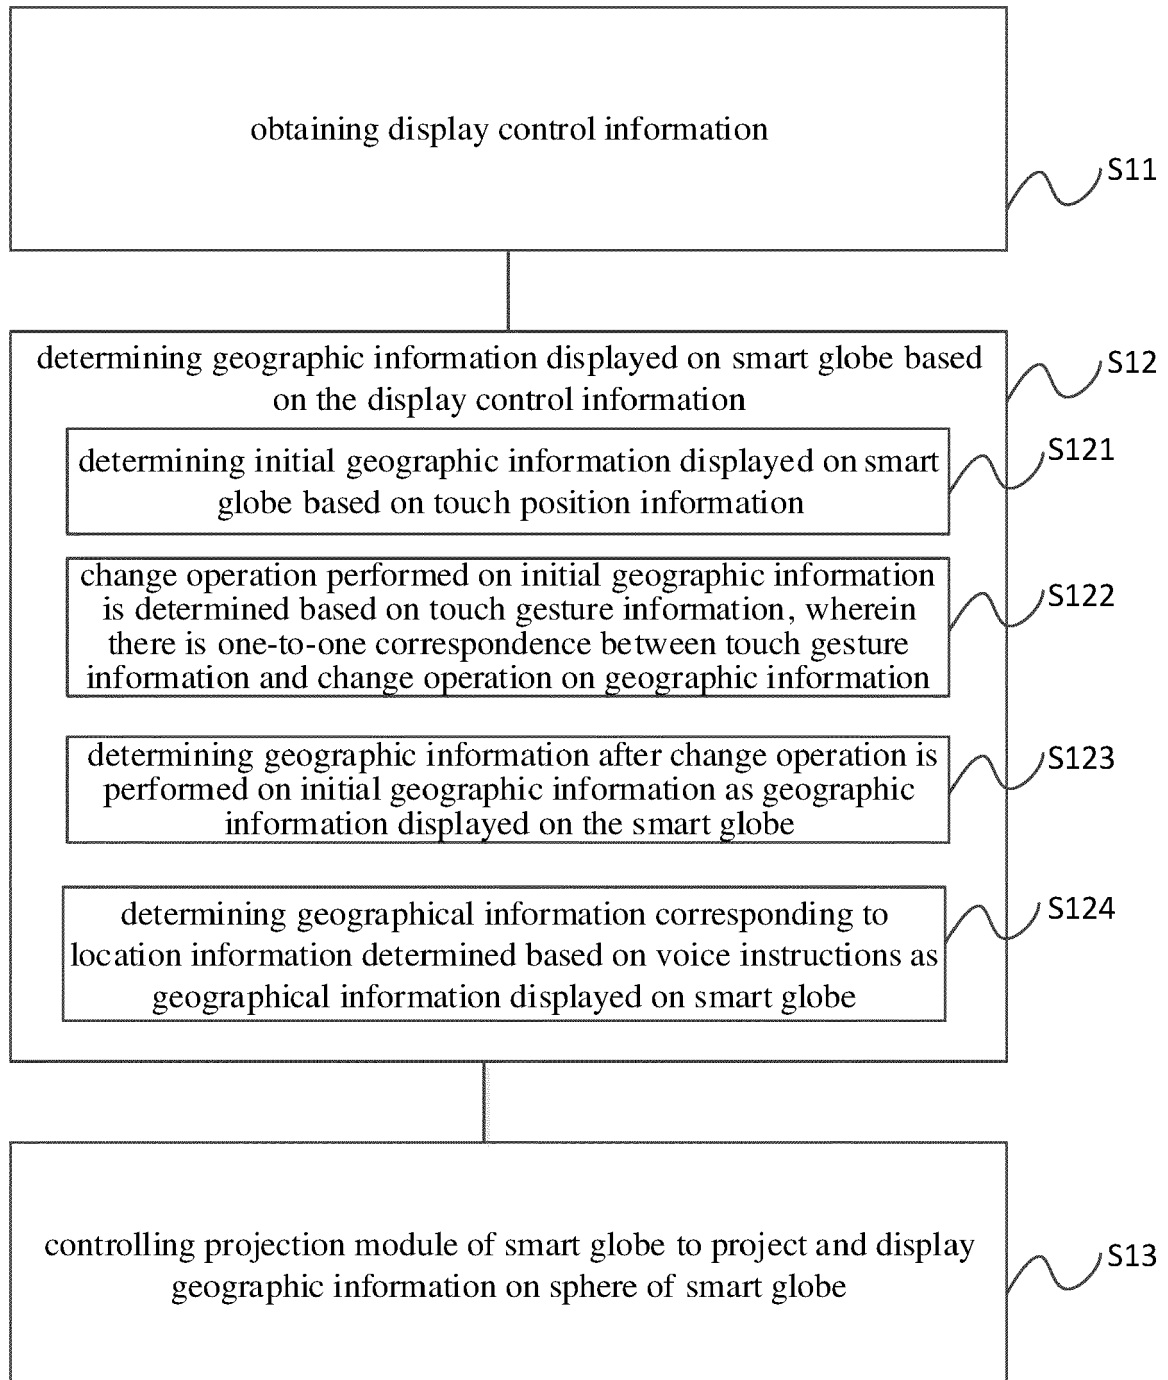 obtaining display control information
S11
determining geographic information displayed on smart globe based
on the display control information
S12
determining initial geographic information displayed on smart
globe based on touch position information
S121
change operation performed on initial geographic information
is determined based on touch gesture information, wherein
there is one-to-one correspondence between touch gesture
information and change operation on geographic information
S122
determining geographic information after change operation is
performed on initial geographic information as geographic
information displayed on the smart globe
S123
determining geographical information corresponding to
location information determined based on voice instructions as
geographical information displayed on smart globe
S124
controlling projection module of smart globe to project and display
geographic information on sphere of smart globe
S13